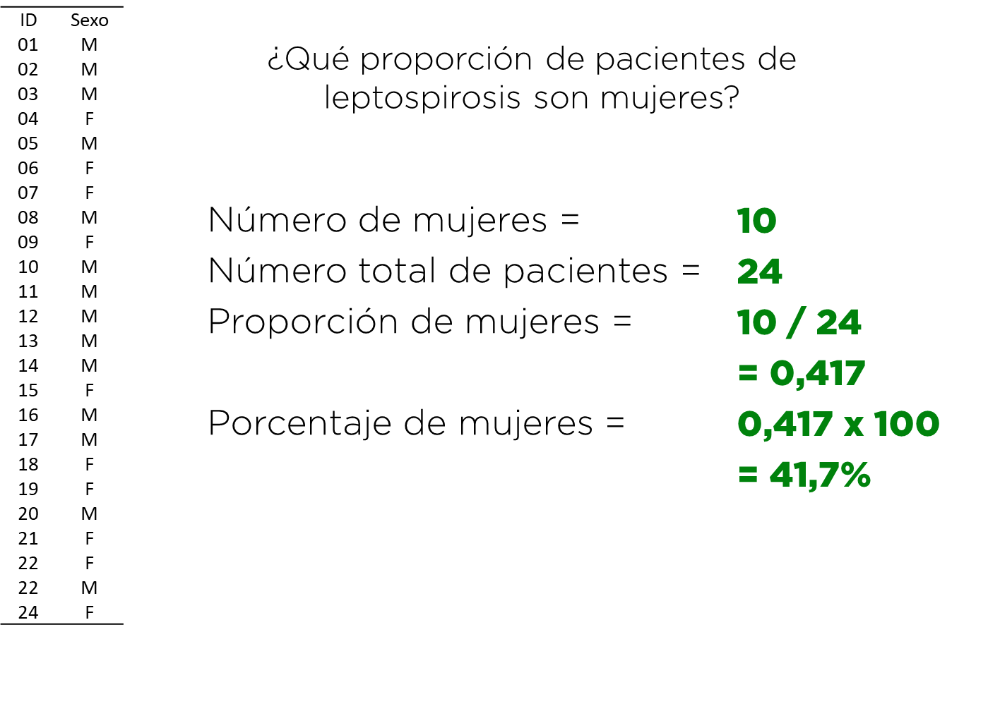 ID Sexo
01 M
02 M
03 M
04 F
05 M
06 F
07 F
08 M
09 F
10 M
11 M
12 M
13 M
14 M
15 F
16 M
17 M
18 F
19 F
20 M
21 F
22 F
22 M
24 F
¿Qué proporción de pacientes de
leptospirosis son mujeres?
Número de mujeres = 10
Número total de pacientes = 24
Proporción de mujeres = 10 / 24
= 0,417
Porcentaje de mujeres = 0,417 x 100
= 41,7%